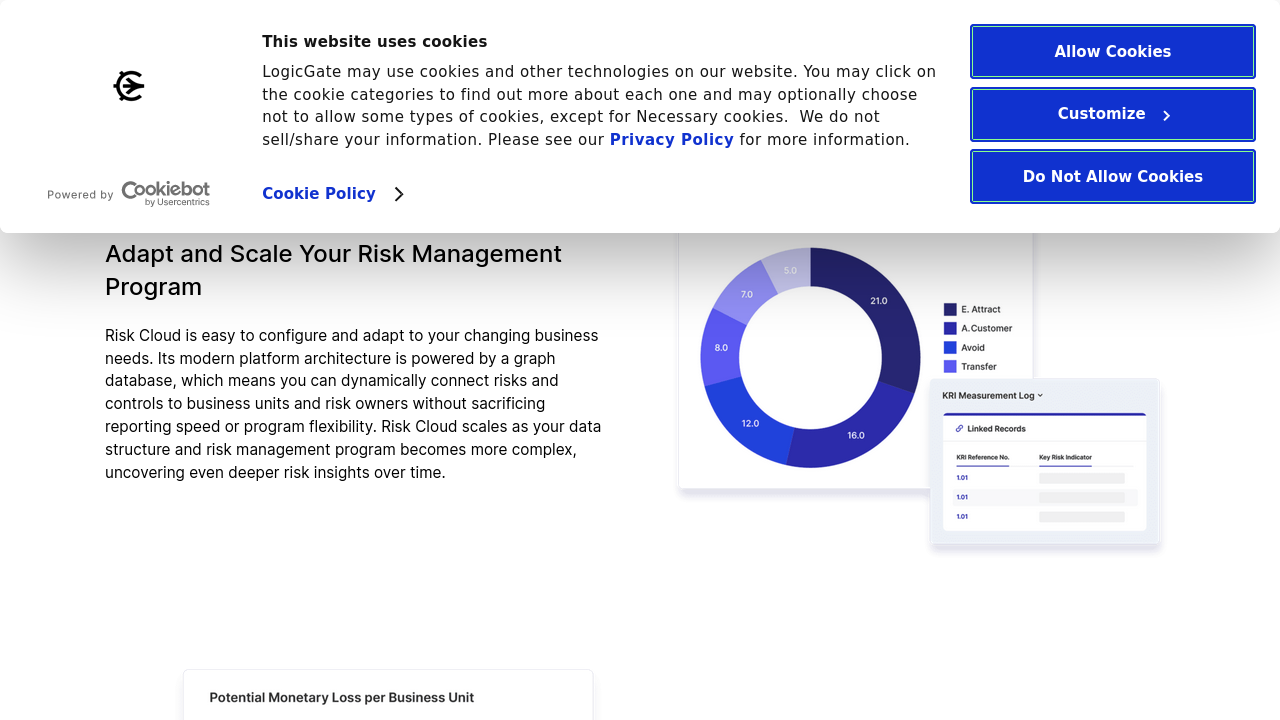 This website uses cookies
LogicGate may use cookies and other technologies on our website. You may click on
the cookie categories to find out more about each one and may optionally choose
not to allow some types of cookies, except for Necessary cookies.  We do not
sell/share your information. Please see our Privacy Policy for more information.
Cookie Policy
Powered by Cookiebot
by Usercentrics
Allow Cookies
Customize
Do Not Allow Cookies
Adapt and Scale Your Risk Management
Program
Risk Cloud is easy to configure and adapt to your changing business
needs. Its modern platform architecture is powered by a graph
database, which means you can dynamically connect risks and
controls to business units and risk owners without sacrificing
reporting speed or program flexibility. Risk Cloud scales as your data
structure and risk management program becomes more complex,
uncovering even deeper risk insights over time.
5.0
7.0
21.0
8.0
12.0
16.0
E. Attract
A.Customer
Avoid
Transfer
KRI Measurement Log
Linked Records
KRI Reference No. Key Risk Indicator
1.01
1.01
1.01
Potential Monetary Loss per Business Unit